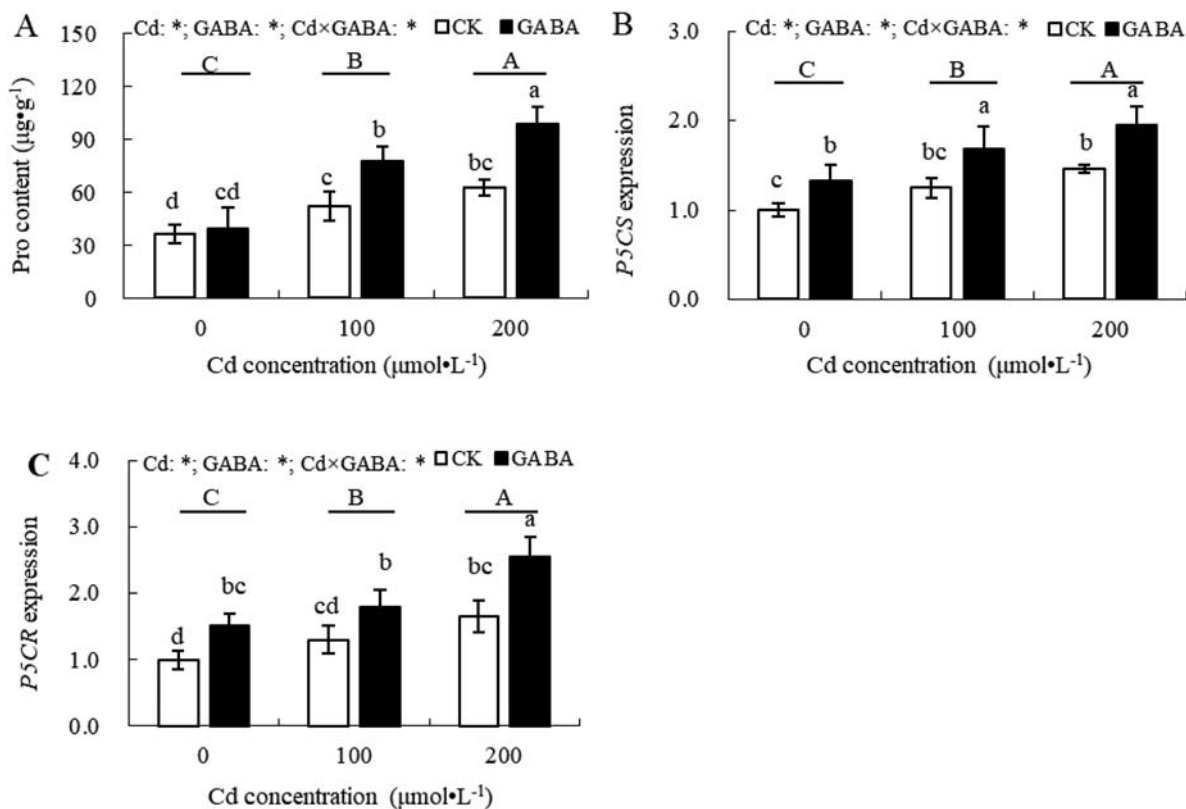 A
Cd: *; GABA: *; Cd×GABA: * CK GABA
150
120
90
60
30
0
Pro content (µg•g⁻¹)
C B A
d cd c b bc a
0 100 200
Cd concentration (µmol•L⁻¹)
B
Cd: *; GABA: *; Cd×GABA: * CK GABA
3.0
2.0
1.0
0.0
P5CS expression
C B A
c b bc a b a
0 100 200
Cd concentration (µmol•L⁻¹)
C
Cd: *; GABA: *; Cd×GABA: * CK GABA
4.0
3.0
2.0
1.0
0.0
P5CR expression
C B A
d bc cd b bc a
0 100 200
Cd concentration (µmol•L⁻¹)